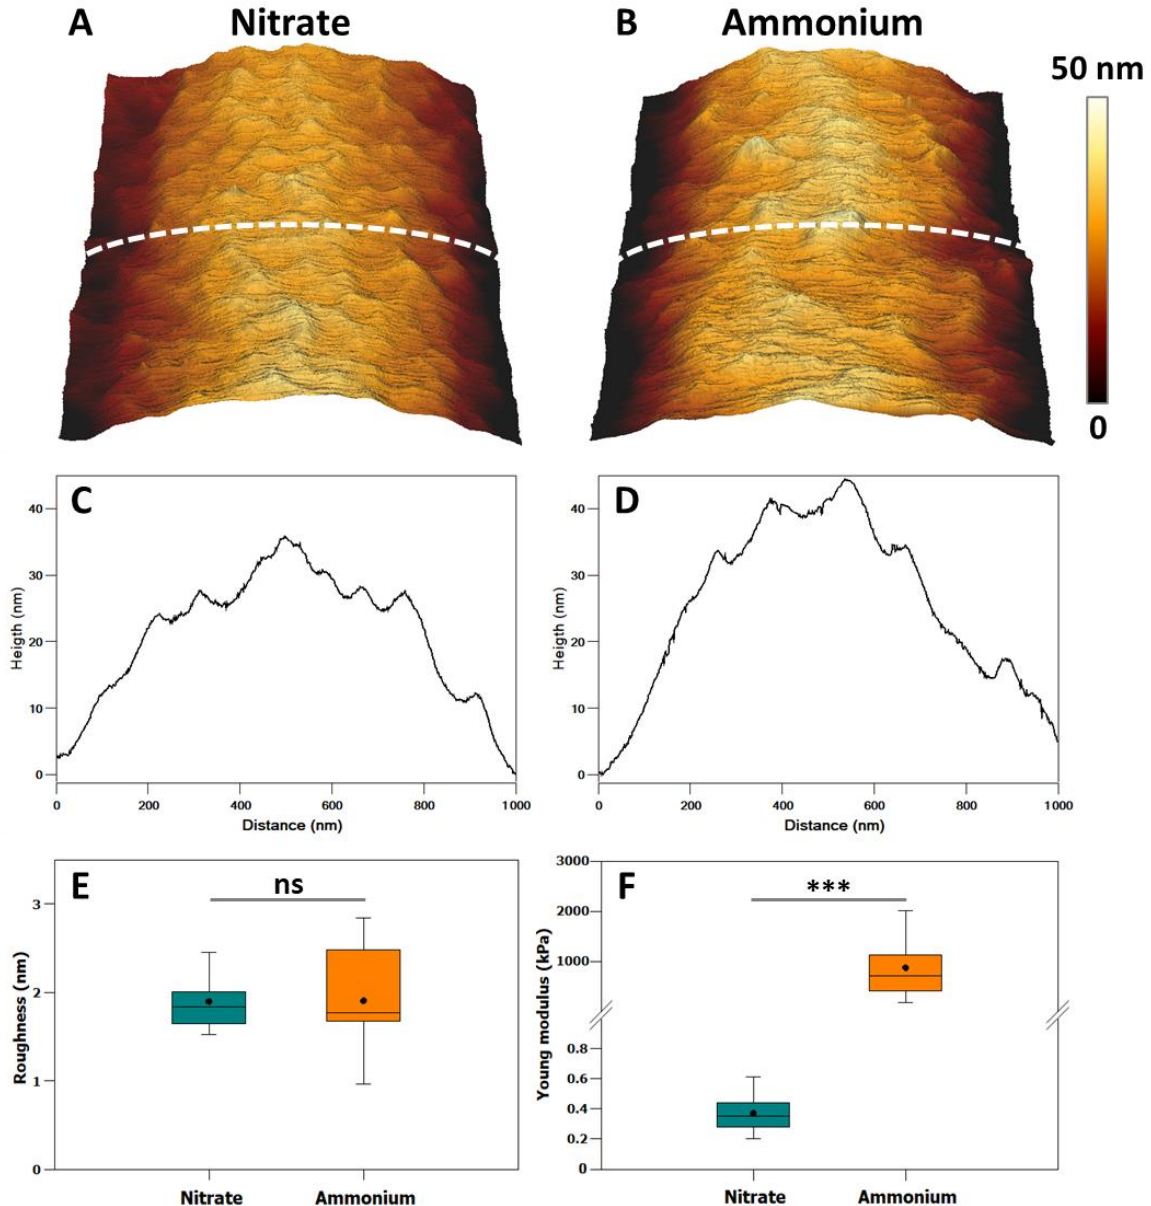 A Nitrate
B Ammonium
50 nm
0
C
40
30
20
10
0
Heigth (nm)
0 200 400 600 800 1000
Distance (nm)
D
40
30
20
10
0
Heigth (nm)
0 200 400 600 800 1000
Distance (nm)
E
ns
3
2
1
0
Roughness (nm)
Nitrate Ammonium
F
***
3000
2000
1000
0.8
0.6
0.4
0.2
0
Young modulus (kPa)
Nitrate Ammonium